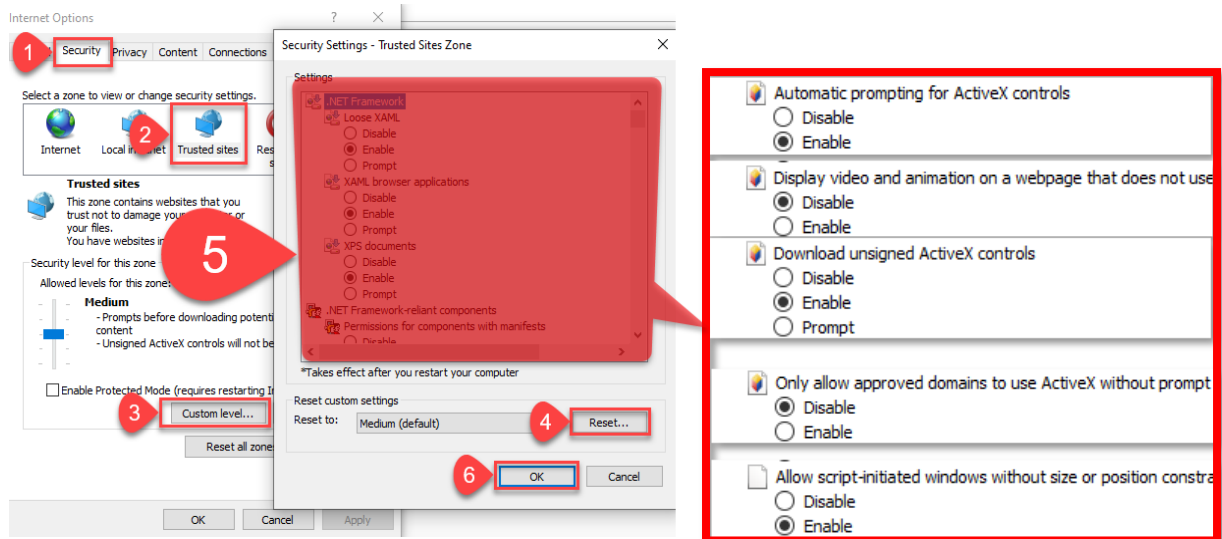 Internet Options
?
1
Security
Privacy
Content
Connections
Select a zone to view or change security settings.
2
Internet
Trusted sites
Trusted sites
This zone contains websites that you
trust not to damage your or
your files.
You have websites
Security level for this zone
Allowed levels for this zone:
Medium
- Prompts before downloading
content
- Unsigned ActiveX controls will not be
Enable Protected Mode (requires restarting
3
Custom level...
Reset all zone
OK
Cancel
Apply
Security Settings - Trusted Sites Zone
Settings
.NET Framework
Loose XAML
Disable
Enable
Prompt
XAML browser applications
Disable
Enable
Prompt
XPS documents
Disable
Enable
Prompt
.NET Framework-reliant components
Permissions for components with manifests
Disable
5
*Takes effect after you restart your computer
Reset custom settings
Reset to:
Medium (default)
4
Reset...
6
OK
Cancel
Automatic prompting for ActiveX controls
Disable
Enable
Display video and animation on a webpage that does not use
Disable
Enable
Download unsigned ActiveX controls
Disable
Enable
Prompt
Only allow approved domains to use ActiveX without prompt
Disable
Enable
Allow script-initiated windows without size or position constra
Disable
Enable